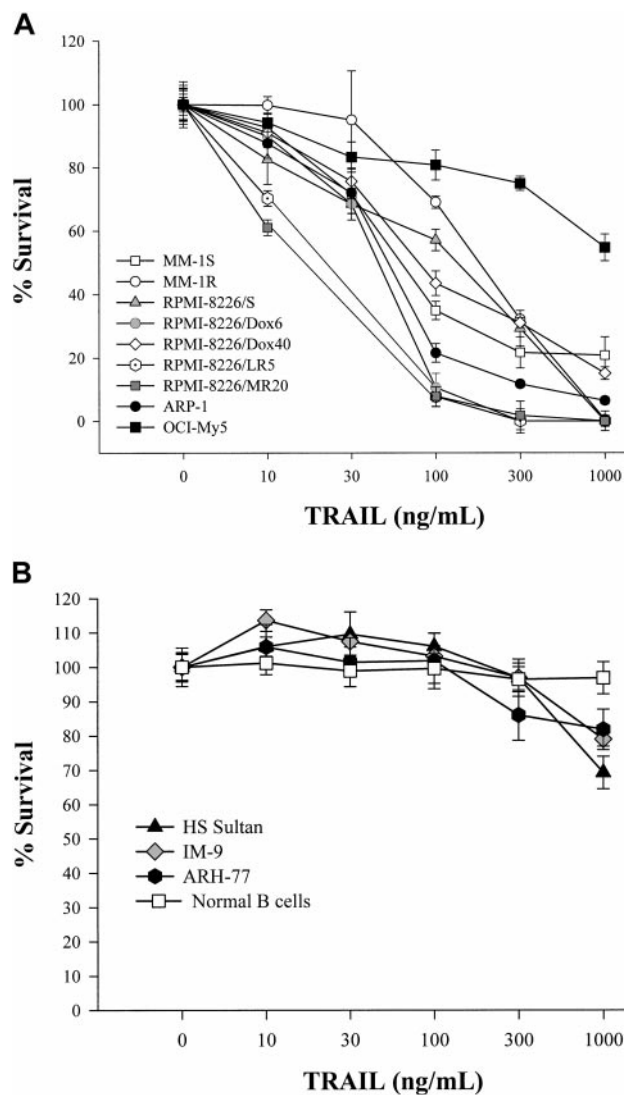 A
120
100
80
60
40
20
0
% Survival
MM-1S
MM-1R
RPMI-8226/S
RPMI-8226/Dox6
RPMI-8226/Dox40
RPMI-8226/LR5
RPMI-8226/MR20
ARP-1
OCI-My5
0 10 30 100 300 1000
TRAIL (ng/mL)
B
120
110
100
90
80
70
60
50
40
30
20
10
0
% Survival
HS Sultan
IM-9
ARH-77
Normal B cells
0 10 30 100 300 1000
TRAIL (ng/mL)